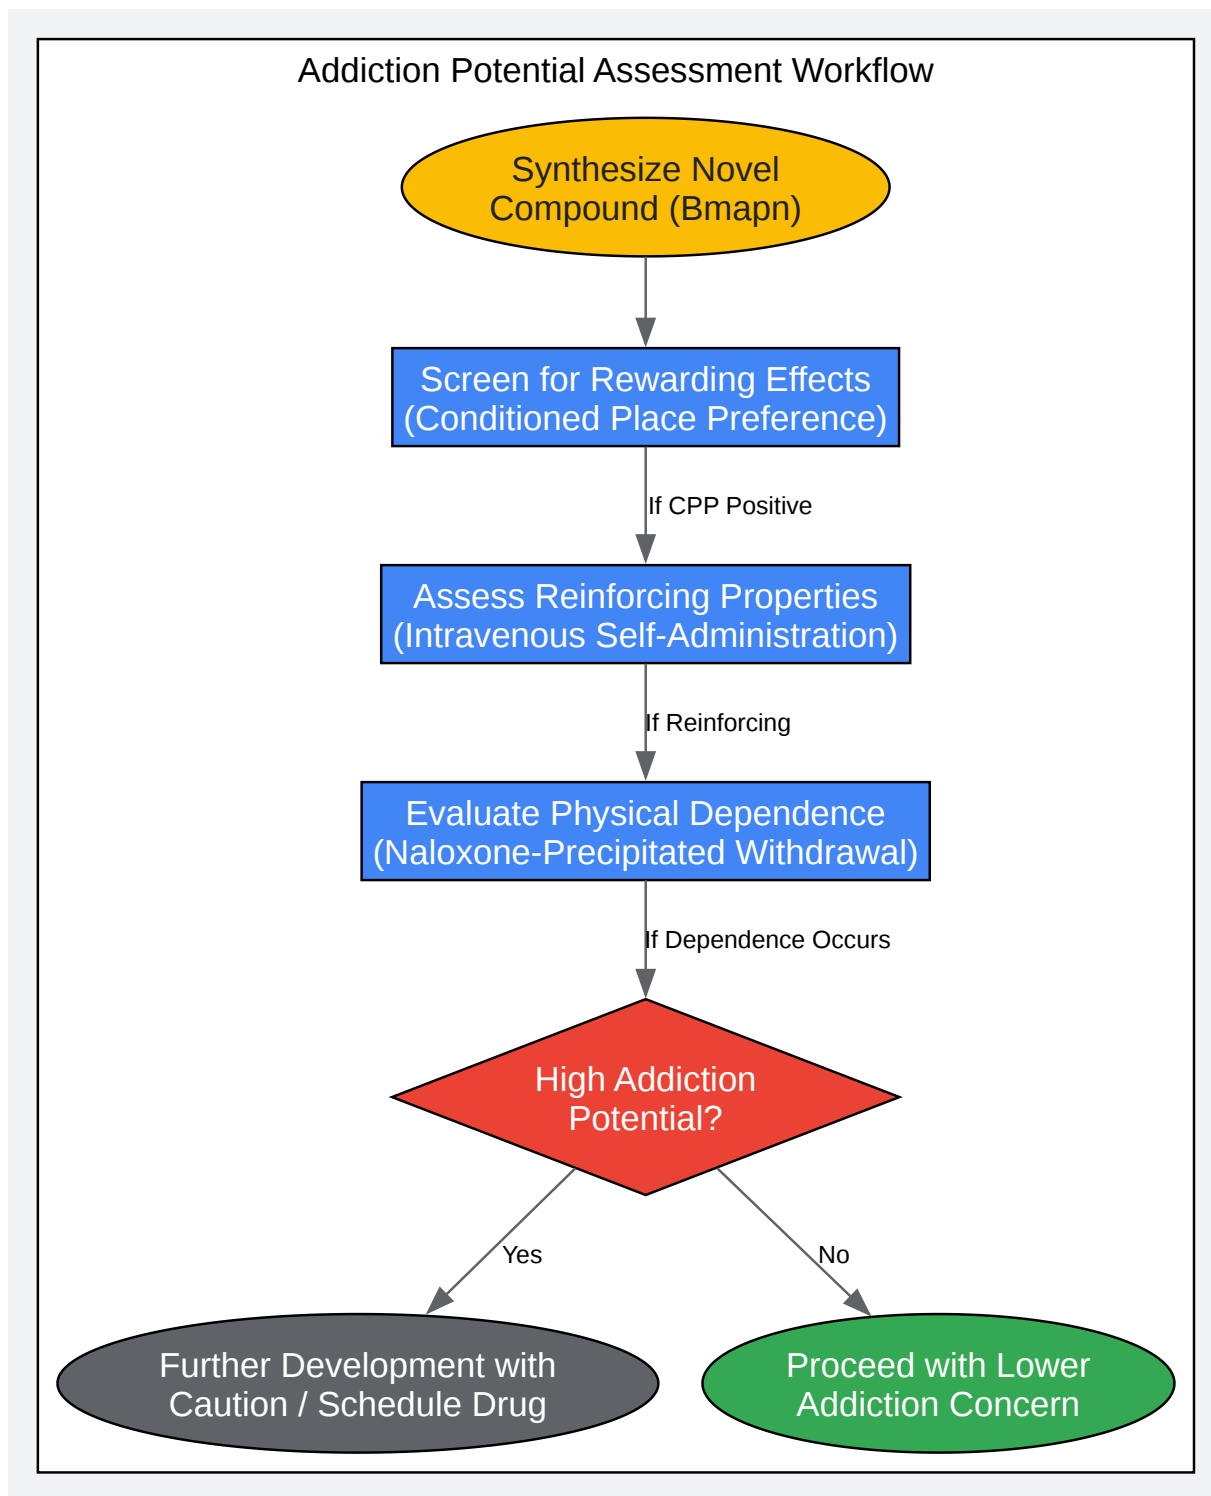 Addiction Potential Assessment Workflow
Synthesize Novel
Compound (Bmapn)
Screen for Rewarding Effects
(Conditioned Place Preference)
If CPP Positive
Assess Reinforcing Properties
(Intravenous Self-Administration)
If Reinforcing
Evaluate Physical Dependence
(Naloxone-Precipitated Withdrawal)
If Dependence Occurs
High Addiction
Potential?
Yes
No
Further Development with
Caution / Schedule Drug
Proceed with Lower
Addiction Concern